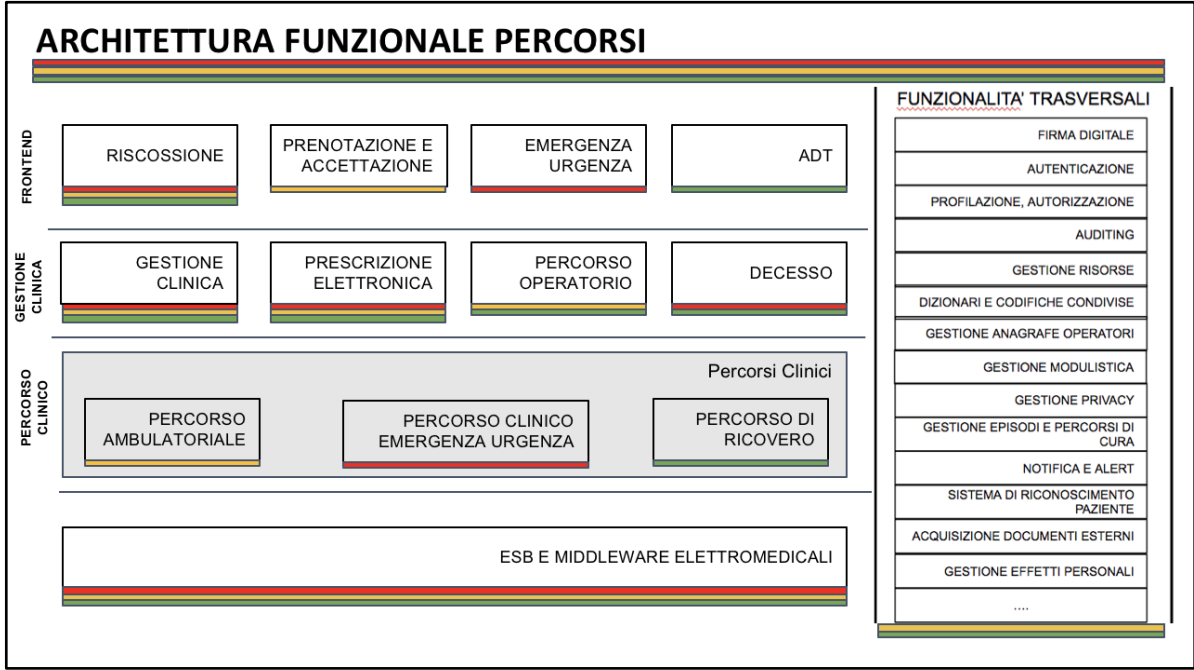 ARCHITETTURA FUNZIONALE PERCORSI
FRONTEND
RISCOSSIONE
PRENOTAZIONE E
ACCETTAZIONE
EMERGENZA
URGENZA
ADT
GESTIONE
CLINICA
GESTIONE
CLINICA
PRESCRIZIONE
ELETTRONICA
PERCORSO
OPERATORIO
DECESSO
PERCORSO
CLINICO
Percorsi Clinici
PERCORSO
AMBULATORIALE
PERCORSO CLINICO
EMERGENZA URGENZA
PERCORSO DI
RICOVERO
ESB E MIDDLEWARE ELETTROMEDICALI
FUNZIONALITA' TRASVERSALI
FIRMA DIGITALE
AUTENTICAZIONE
PROFILAZIONE, AUTORIZZAZIONE
AUDITING
GESTIONE RISORSE
DIZIONARI E CODIFICHE CONDIVISE
GESTIONE ANAGRAFE OPERATORI
GESTIONE MODULISTICA
GESTIONE PRIVACY
GESTIONE EPISODI E PERCORSI DI
CURA
NOTIFICA E ALERT
SISTEMA DI RICONOSCIMENTO
PAZIENTE
ACQUISIZIONE DOCUMENTI ESTERNI
GESTIONE EFFETTI PERSONALI
....